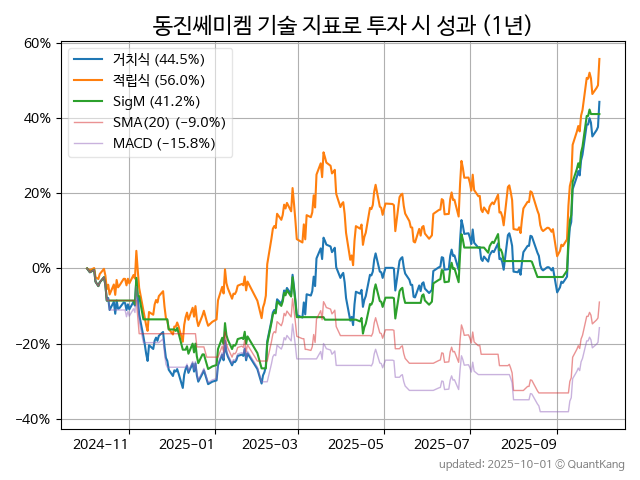 동진쎄미켐 기술 지표로 투자 시 성과 (1년)
60%
40%
20%
0%
−20%
−40%
거치식 (44.5%)
적립식 (56.0%)
SigM (41.2%)
SMA(20) (−9.0%)
MACD (−15.8%)
2024-11
2025-01
2025-03
2025-05
2025-07
2025-09
updated: 2025-10-01 © QuantKang